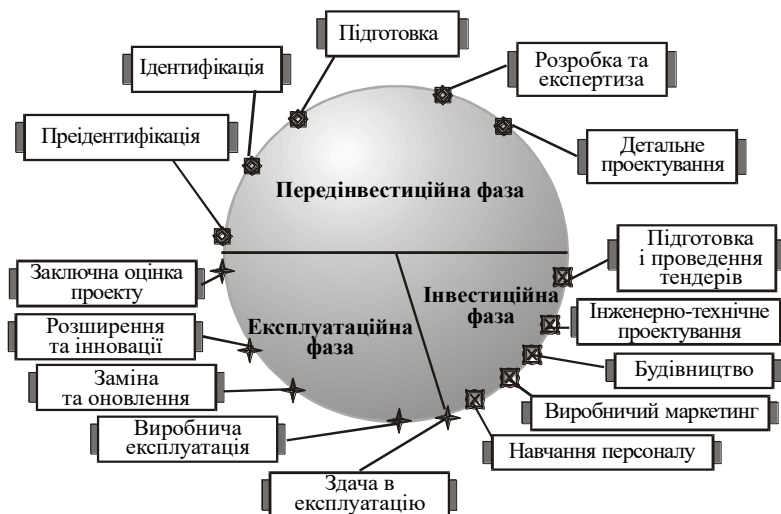 Підготовка
Ідентифікація
Преідентифікація
Розробка та
експертиза
Детальне
проектування
Передінвестиційна фаза
Підготовка
і проведення
тендерів
Інвестиційна
фаза
Інженерно-технічне
проектування
Будівництво
Виробничий маркетинг
Навчання персоналу
Експлуатаційна
фаза
Здача в
експлуатацію
Виробнича
експлуатація
Заміна
та оновлення
Розширення
та інновації
Заключна оцінка
проекту